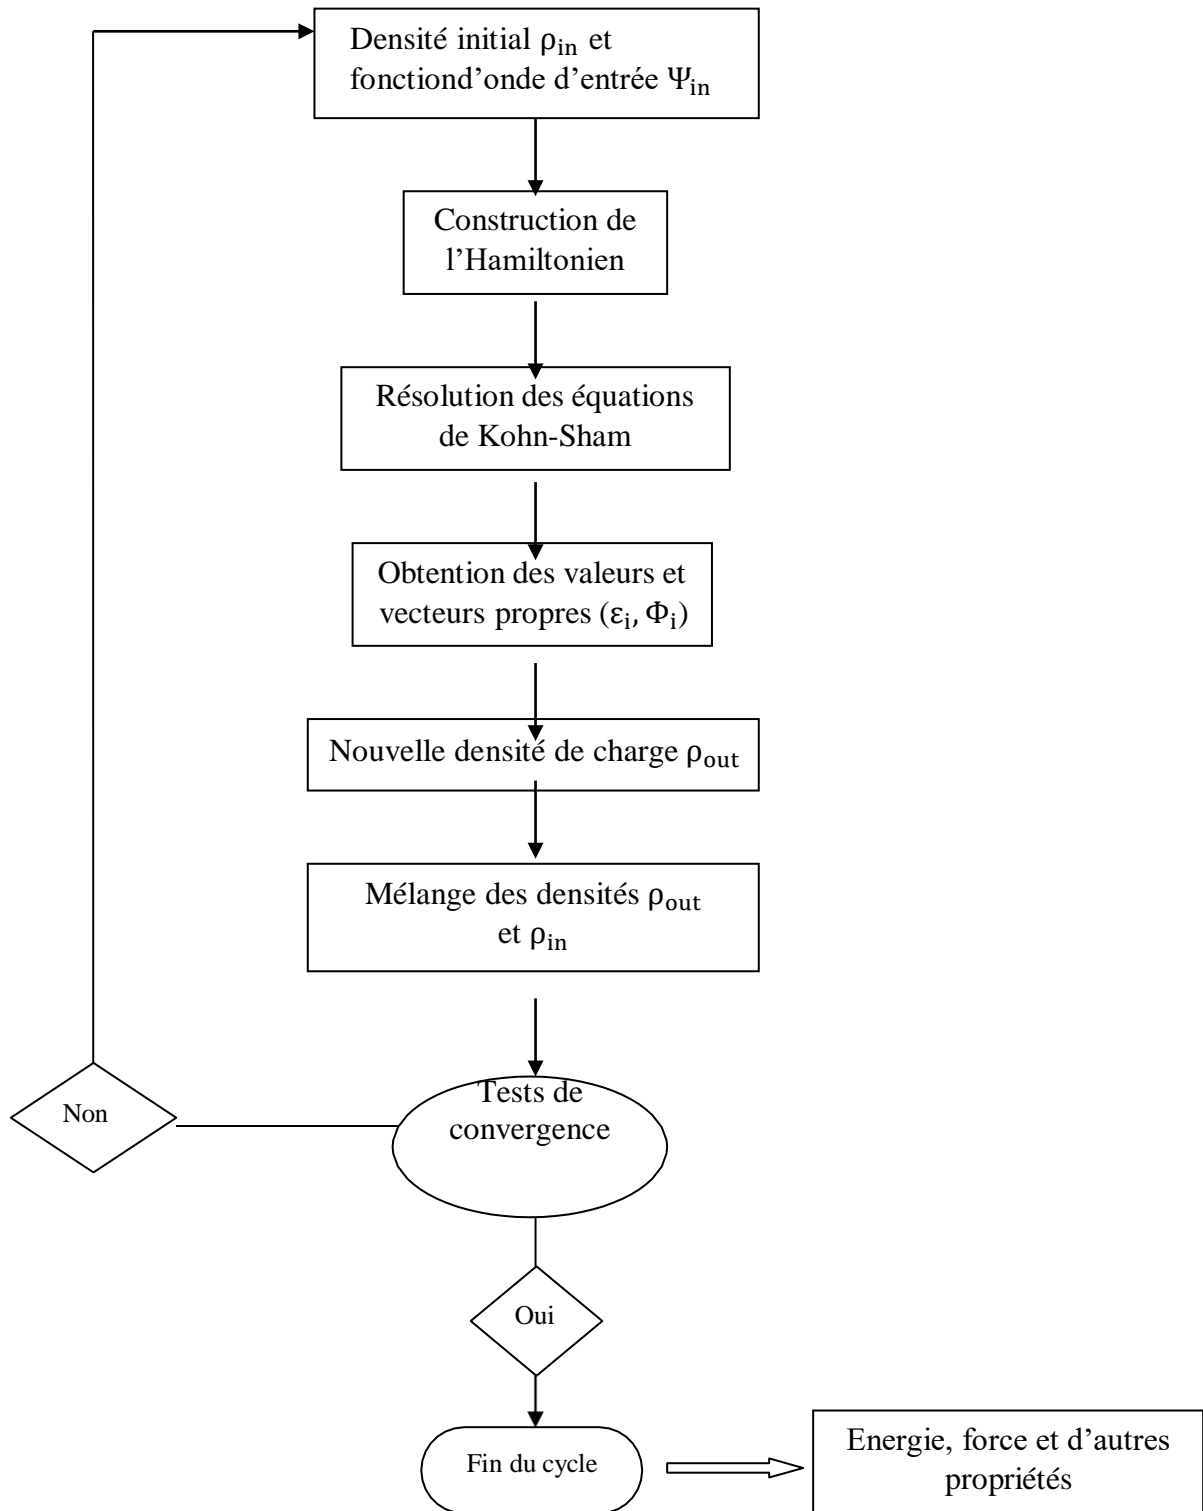 Densité initial ρin et
fonctiond’onde d’entrée Ψin
Construction de
l’Hamiltonien
Résolution des équations
de Kohn-Sham
Obtention des valeurs et
vecteurs propres (εi, Φi)
Nouvelle densité de charge ρout
Mélange des densités ρout
et ρin
Tests de
convergence
Non
Oui
Fin du cycle
Energie, force et d’autres
propriétés